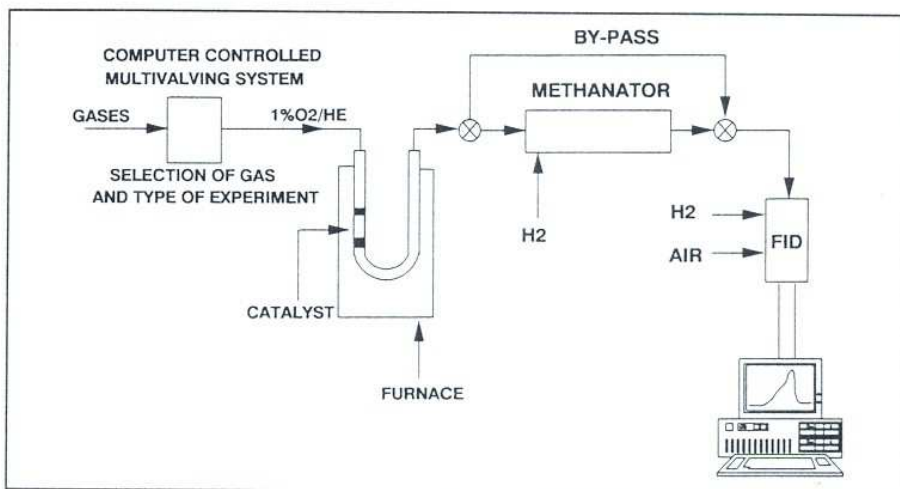 COMPUTER CONTROLLED
MULTIVALVING SYSTEM
BY-PASS
METHANATOR
GASES
1%O2/HE
SELECTION OF GAS
AND TYPE OF EXPERIMENT
H2
H2
AIR
FID
CATALYST
FURNACE